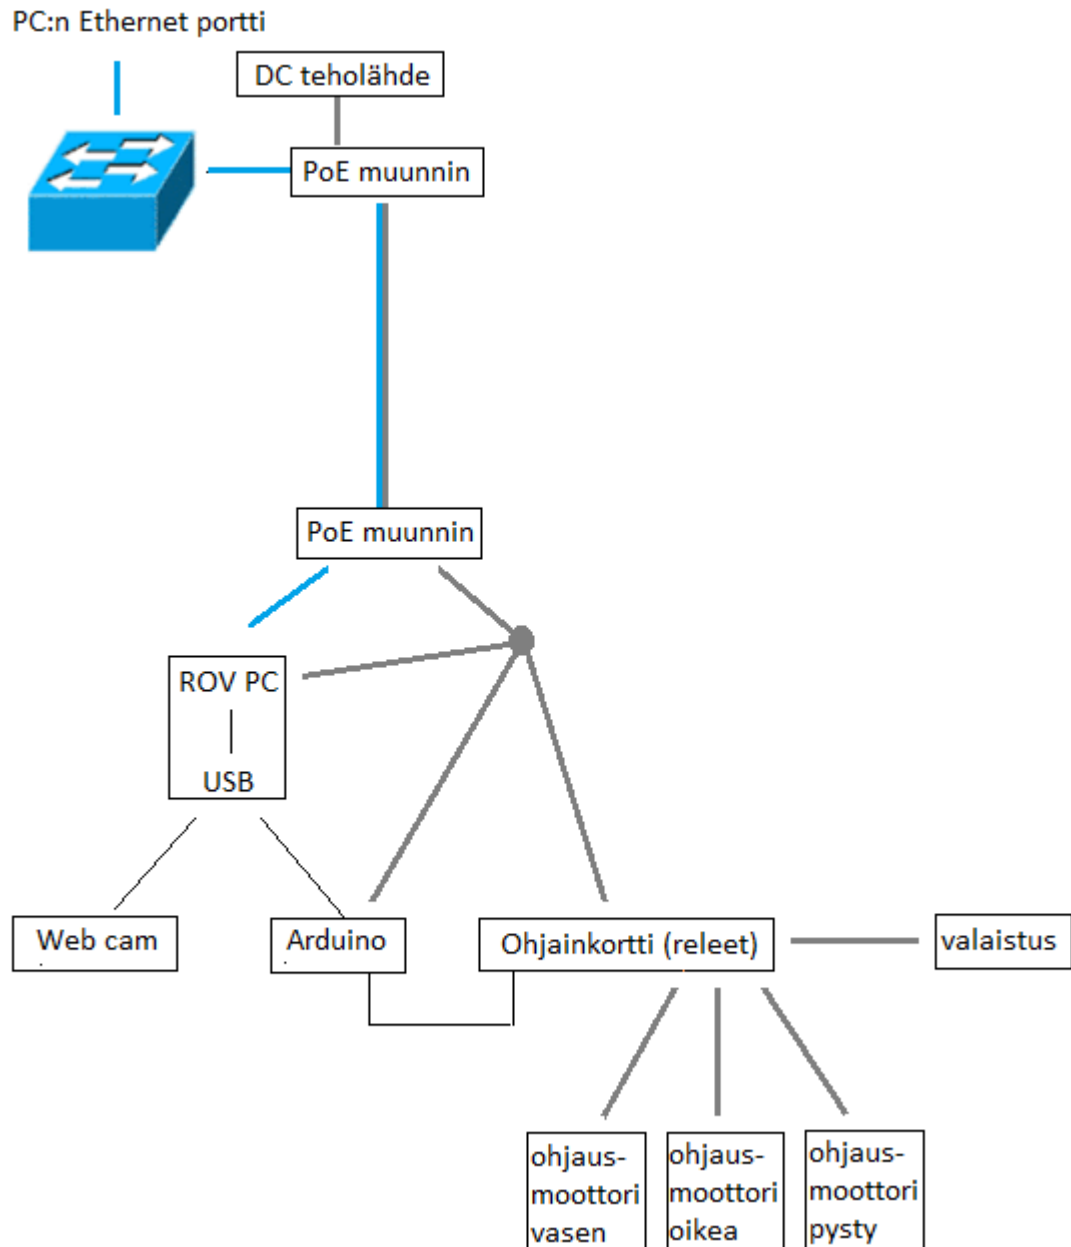 PC:n Ethernet portti
DC teholähde
PoE muunnin
PoE muunnin
ROV PC
USB
Web cam
Arduino
Ohjainkortti (releet)
valaistus
ohjaus-
moottori
vasen
ohjaus-
moottori
oikea
ohjaus-
moottori
pysty